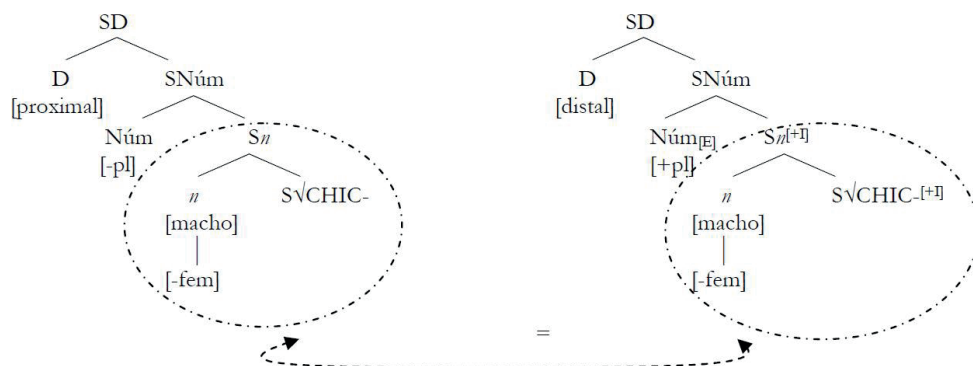 SD SD
D SNúm D SNúm
[proximal] [distal]
Núm Sn Núm[E] Sn[+I]
[-pl] [+pl]
n S√CHIC- n S√CHIC-[+I]
[macho] [macho]
[-fem] [-fem]
=